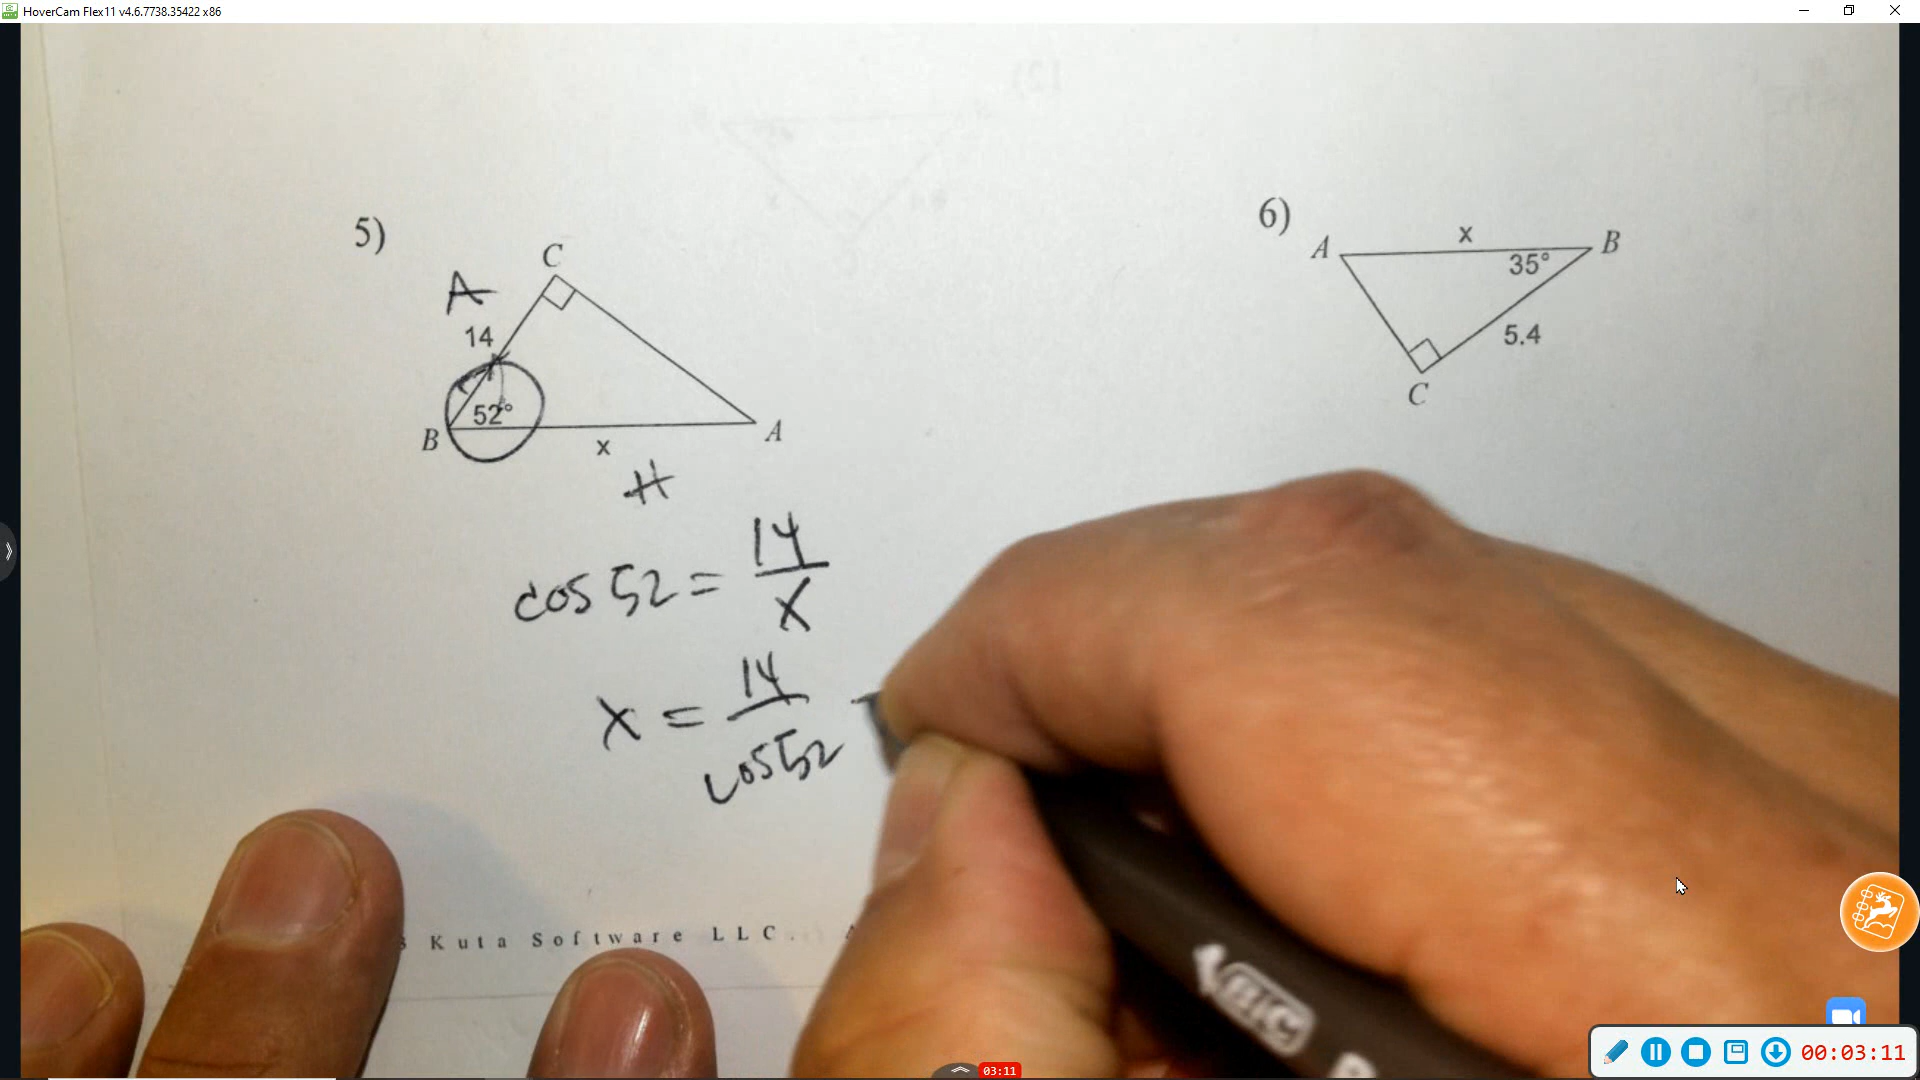 HoverCam Flex11 v4.6.7738.35422 x86
5)
C
A
14
52°
B
x
A
H
cos 52 = 14/x
x = 14/cos52
6)
A
x
B
35°
5.4
C
Kuta Software LLC.
BIC
03:11
00:03:11